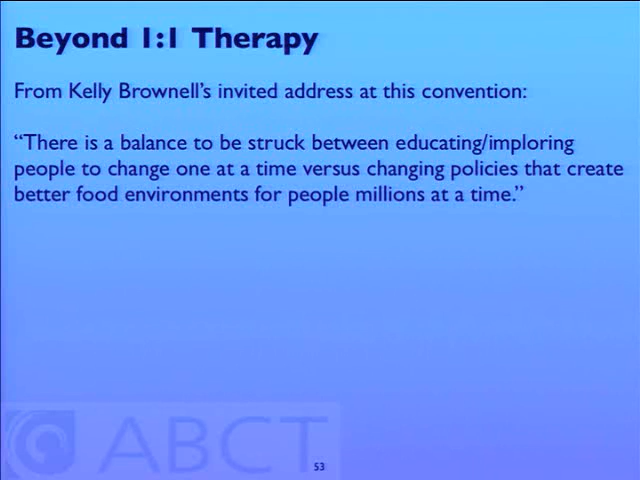 Beyond 1:1 Therapy
From Kelly Brownell’s invited address at this convention:
“There is a balance to be struck between educating/imploring
people to change one at a time versus changing policies that create
better food environments for people millions at a time.”
ABCT
53